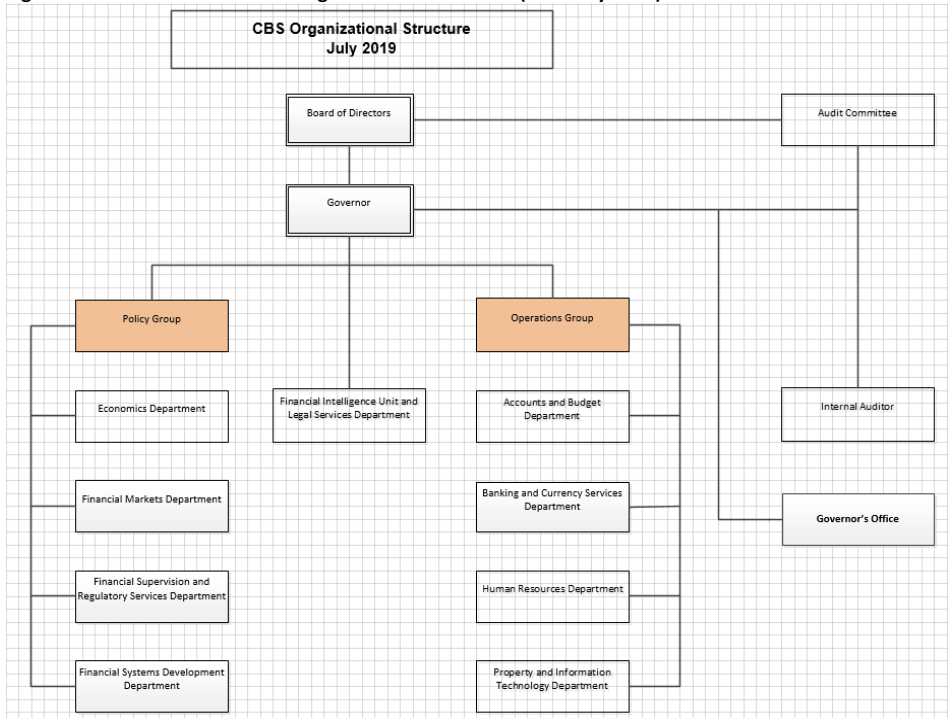 CBS Organizational Structure
July 2019
Board of Directors
Audit Committee
Governor
Policy Group
Operations Group
Economics Department
Financial Intelligence Unit and
Legal Services Department
Accounts and Budget
Department
Internal Auditor
Financial Markets Department
Banking and Currency Services
Department
Governor's Office
Financial Supervision and
Regulatory Services Department
Human Resources Department
Financial Systems Development
Department
Property and Information
Technology Department